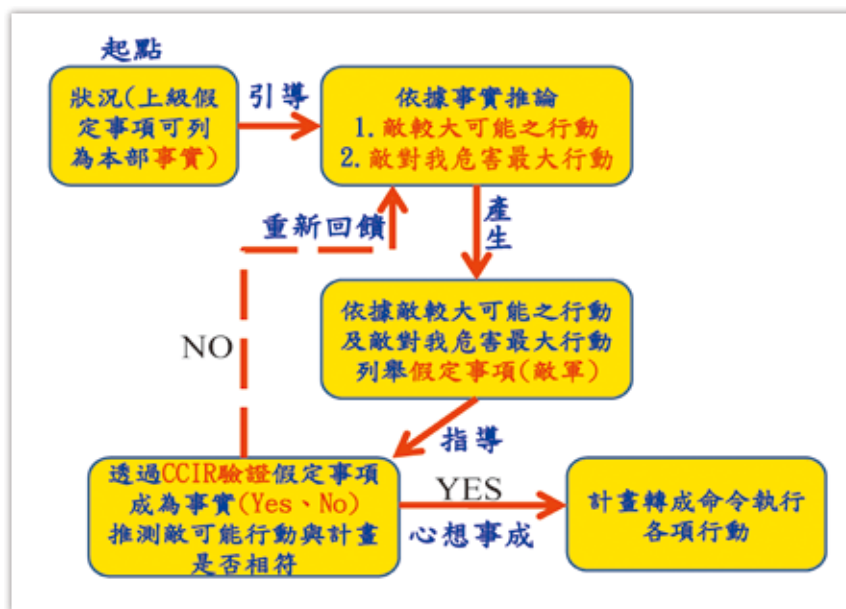 起點
狀況(上級假
定事項可列
為本部事實)
引導
依據事實推論
1.敵較大可能之行動
2.敵對我危害最大行動
重新回饋
產
生
依據敵較大可能之行動
及敵對我危害最大行動
列舉假定事項(敵軍)
NO
指導
透過CCIR驗證假定事項
成為事實(Yes、No)
推測敵可能行動與計畫
是否相符
YES
心想事成
計畫轉成命令執行
各項行動